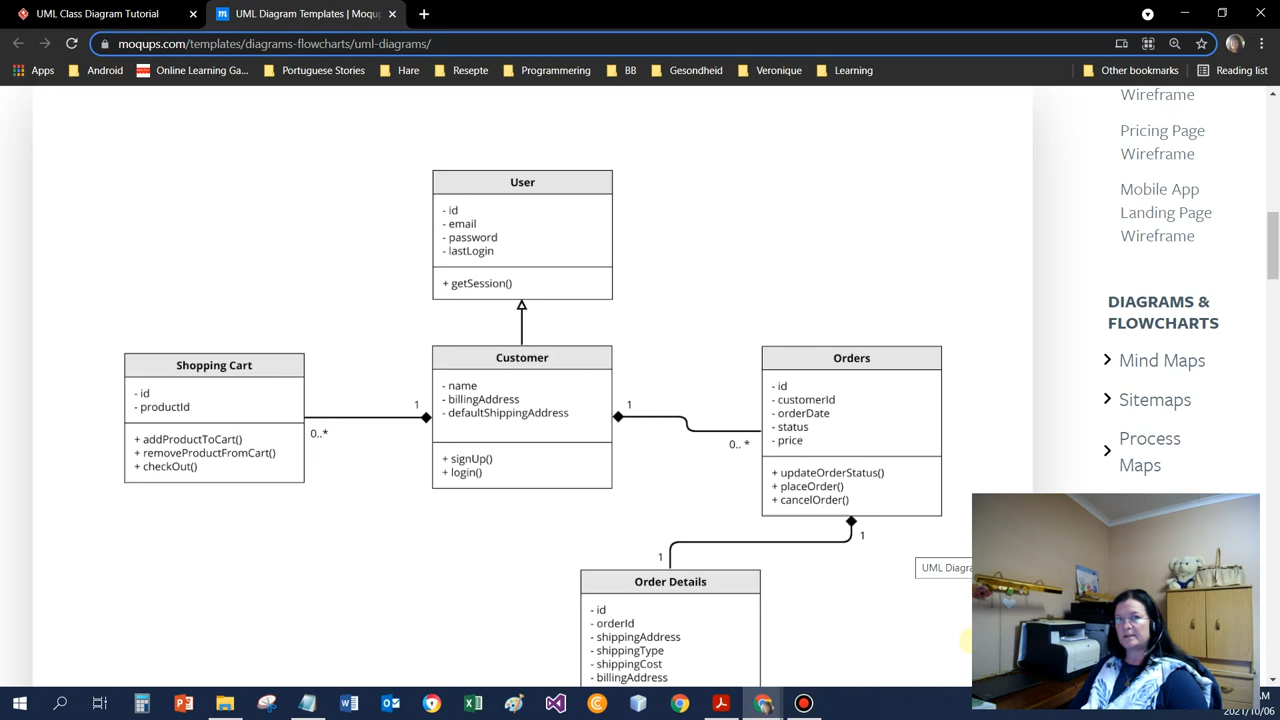 UML Class Diagram Tutorial
UML Diagram Templates | Moqu
moqups.com/templates/diagrams-flowcharts/uml-diagrams/
Apps
Android
Online Learning Ga...
Portuguese Stories
Hare
Resepte
Programmering
BB
Gesondheid
Veronique
Learning
Other bookmarks
Reading list
User
- id
- email
- password
- lastLogin
+ getSession()
Shopping Cart
- id
- productId
+ addProductToCart()
+ removeProductFromCart()
+ checkOut()
1
0..*
Customer
- name
- billingAddress
- defaultShippingAddress
+ signUp()
+ login()
1
0.. *
Orders
- id
- customerId
- orderDate
- status
- price
+ updateOrderStatus()
+ placeOrder()
+ cancelOrder()
1
1
Order Details
- id
- orderId
- shippingAddress
- shippingType
- shippingCost
- billingAddress
UML Diagra
Wireframe
Pricing Page
Wireframe
Mobile App
Landing Page
Wireframe
DIAGRAMS &
FLOWCHARTS
Mind Maps
Sitemaps
Process
Maps
AM
2021/10/06